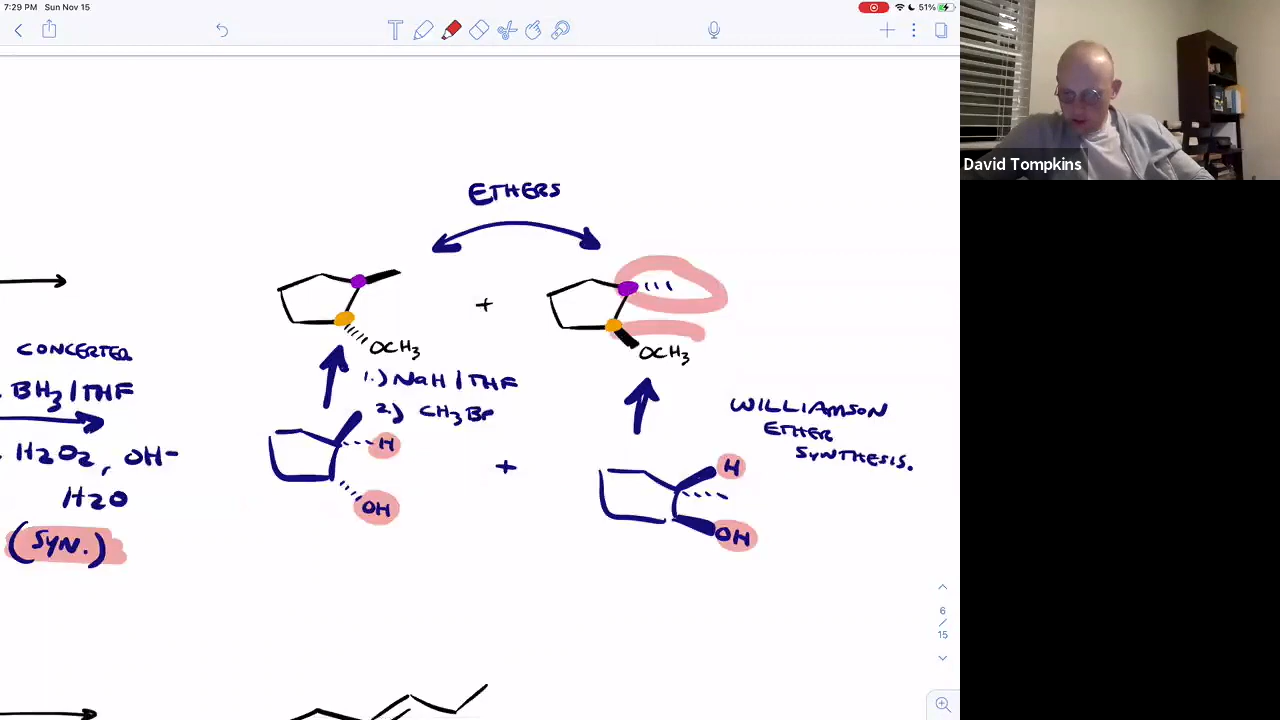 7:29 PM Sun Nov 15
51%
David Tompkins
ETHERS
+
OCH3
OCH3
CONCERTED
. BH3/THF
1.) NaH/THF
2.) CH3Br
WILLIAMSON
ETHER
SYNTHESIS.
. H2O2, OH-
H2O
(SYN.)
H
OH
+
H
OH
6
/
15